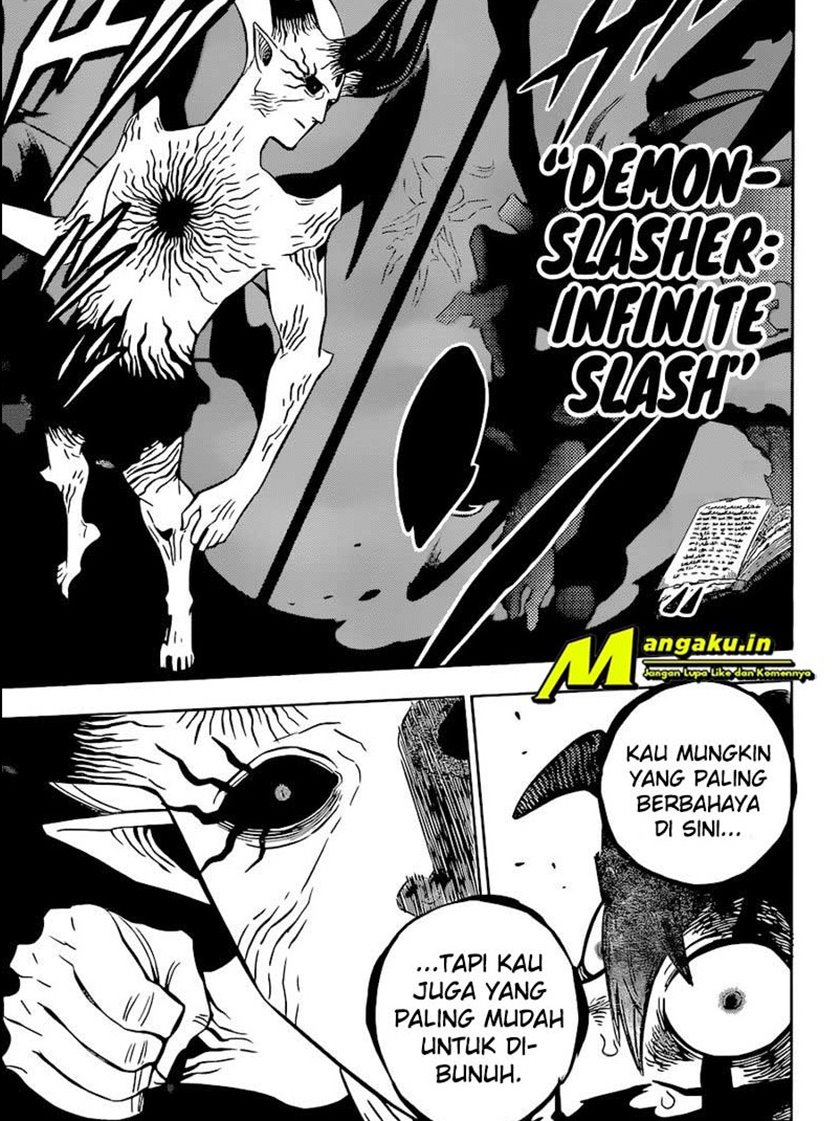 "DEMON-
SLASHER:
INFINITE
SLASH"
Mangaku.in
Jangan Lupa Like dan Komennya
KAU MUNGKIN
YANG PALING
BERBAHAYA
DI SINI...
...TAPI KAU
JUGA YANG
PALING MUDAH
UNTUK DI-
BUNUH.